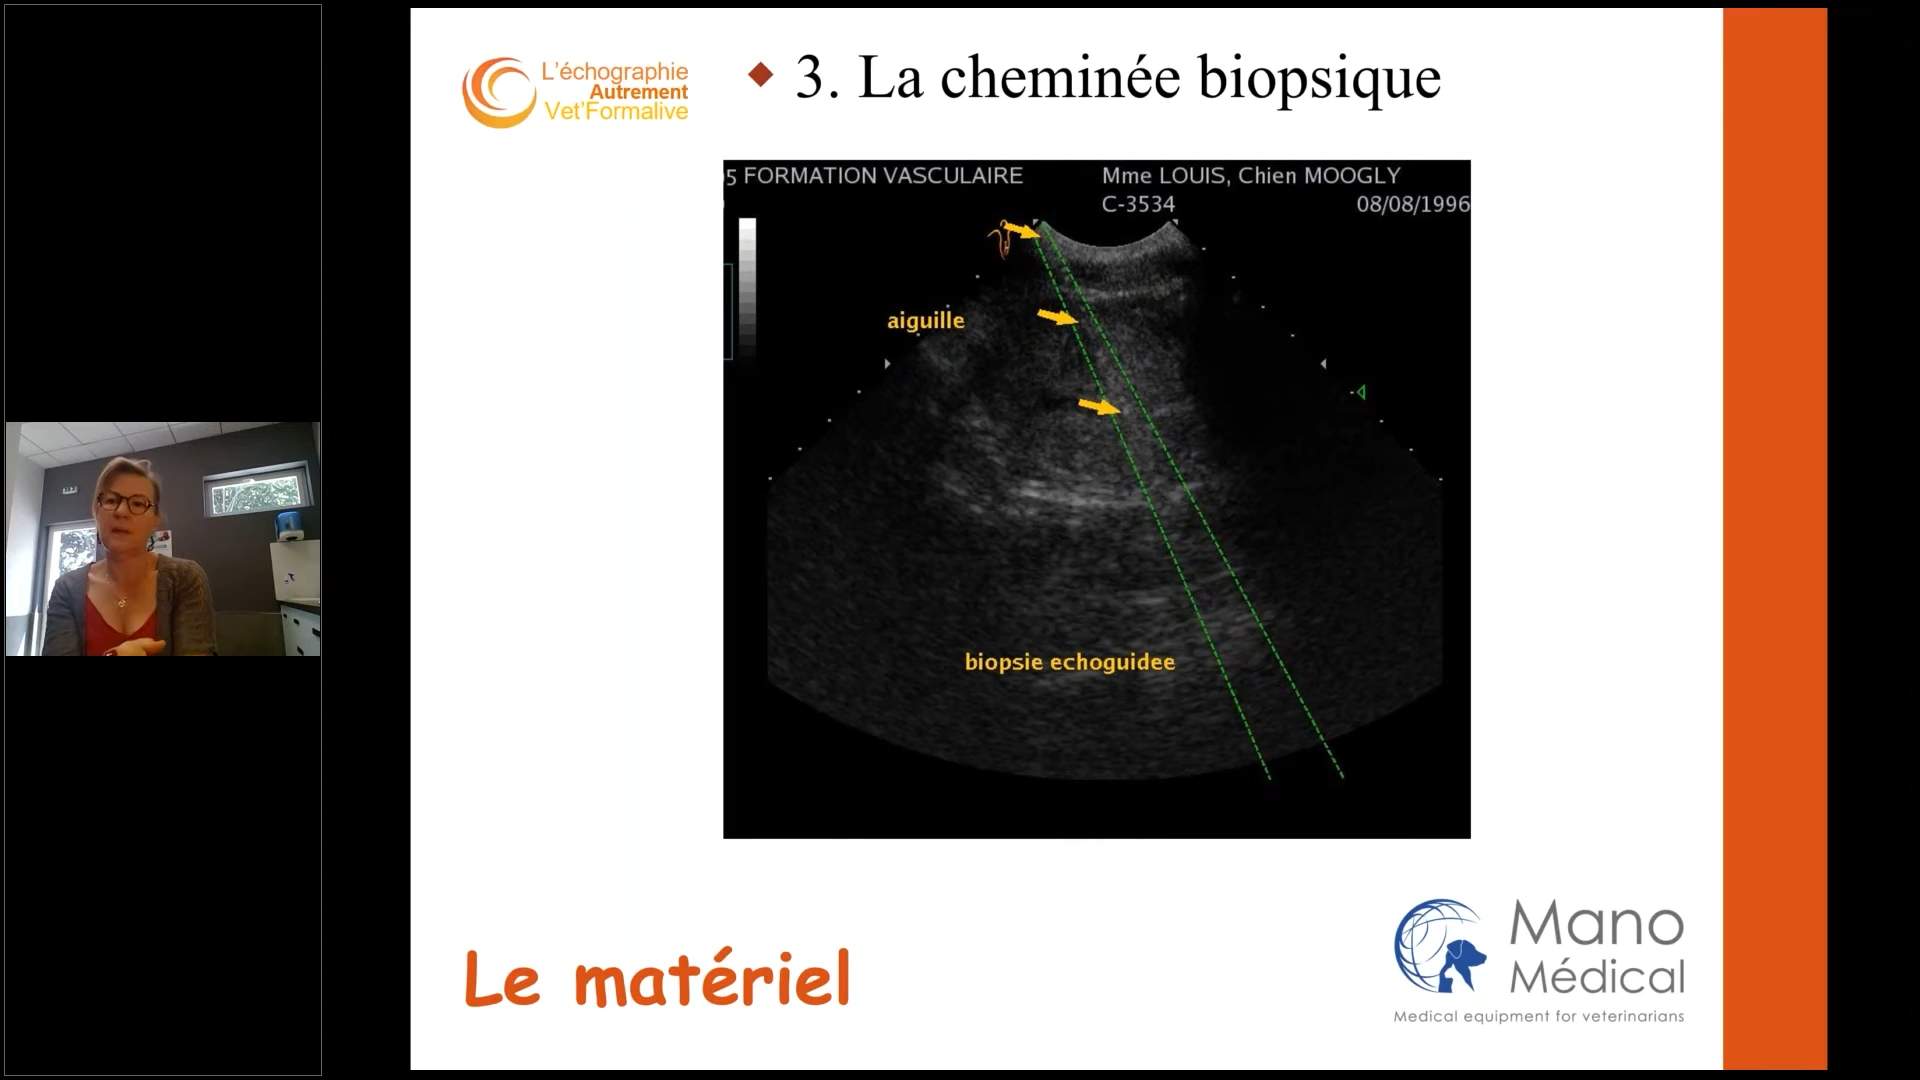 L'échographie
Autrement
Vet'Formalive
3. La cheminée biopsique
5 FORMATION VASCULAIRE
Mme LOUIS, Chien MOOGLY
C-3534
08/08/1996
aiguille
biopsie echoguidee
Le matériel
Mano
Médical
Medical equipment for veterinarians